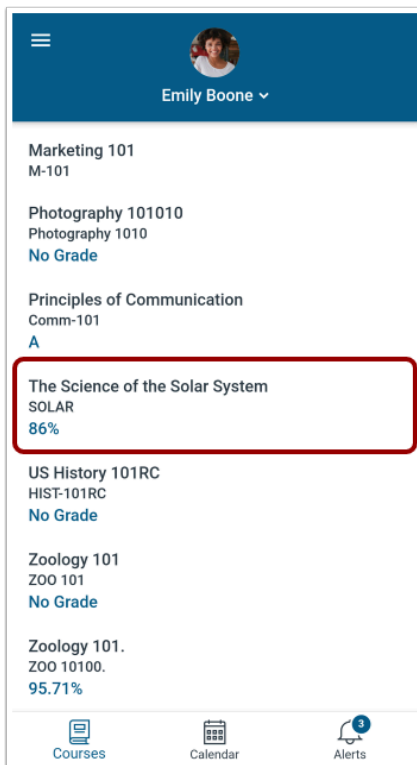 Emily Boone
Marketing 101
M-101
Photography 101010
Photography 1010
No Grade
Principles of Communication
Comm-101
A
The Science of the Solar System
SOLAR
86%
US History 101RC
HIST-101RC
No Grade
Zoology 101
ZOO 101
No Grade
Zoology 101.
ZOO 10100.
95.71%
3
Courses Calendar Alerts